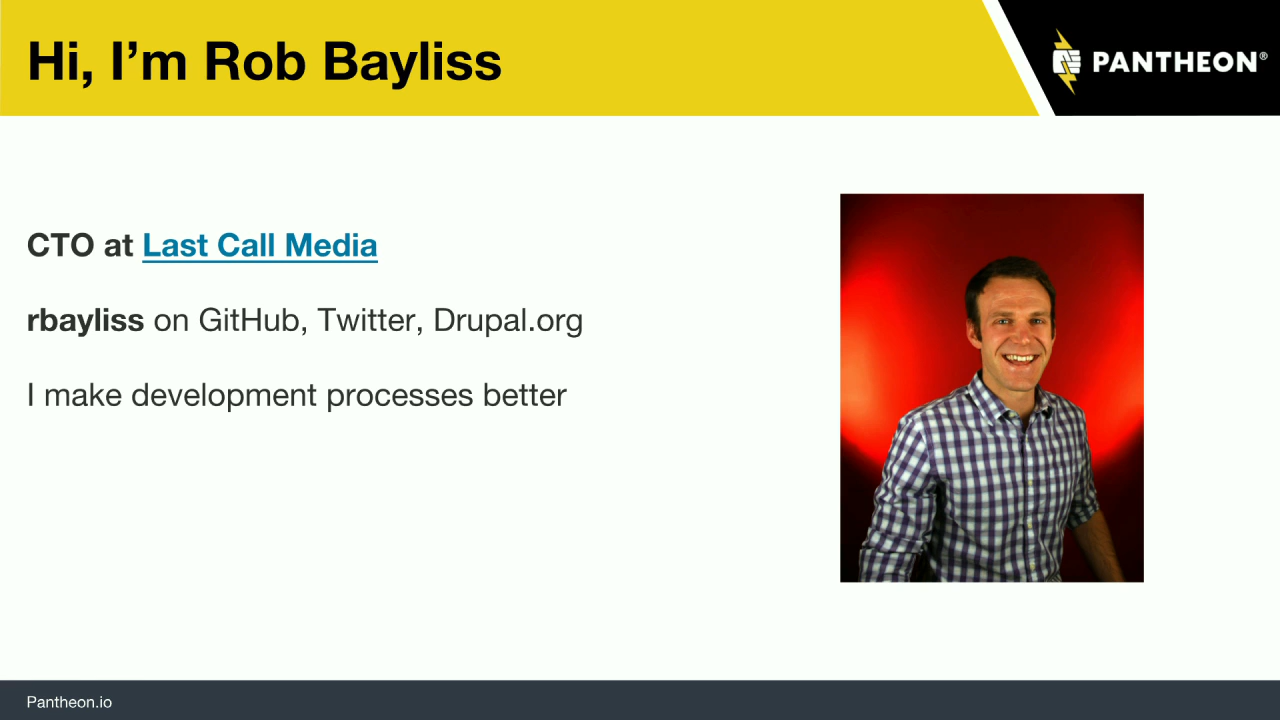 Hi, I’m Rob Bayliss
PANTHEON®
CTO at Last Call Media
rbayliss on GitHub, Twitter, Drupal.org
I make development processes better
Pantheon.io